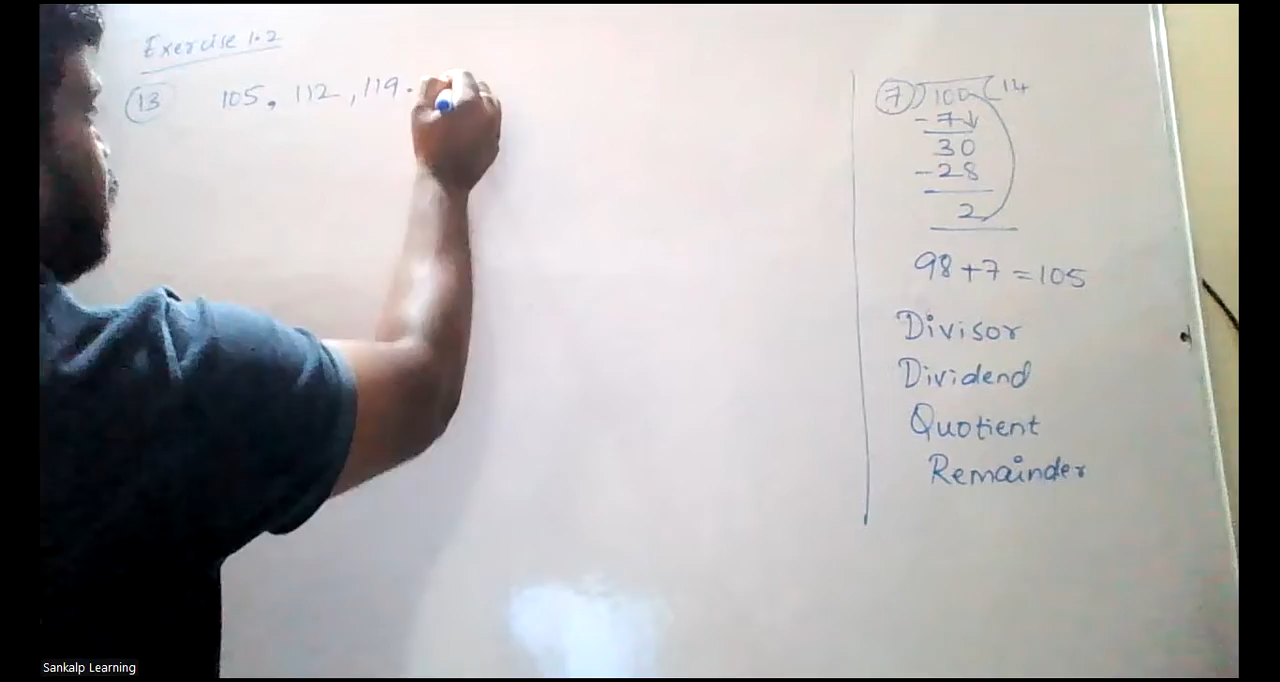 Exercise 1.2
13 105, 112, 119.
7)100(14
-7↓
30
-28
2
98+7=105
Divisor
Dividend
Quotient
Remainder
Sankalp Learning